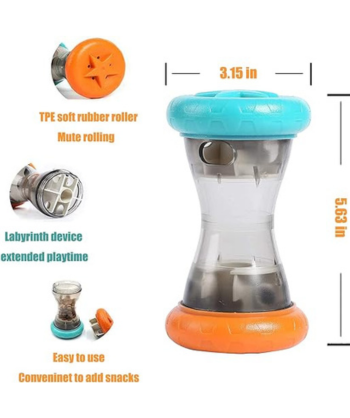 3.15 in
TPE soft rubber roller
Mute rolling
5.63 in
Labyrinth device
extended playtime
Easy to use
Conveninet to add snacks